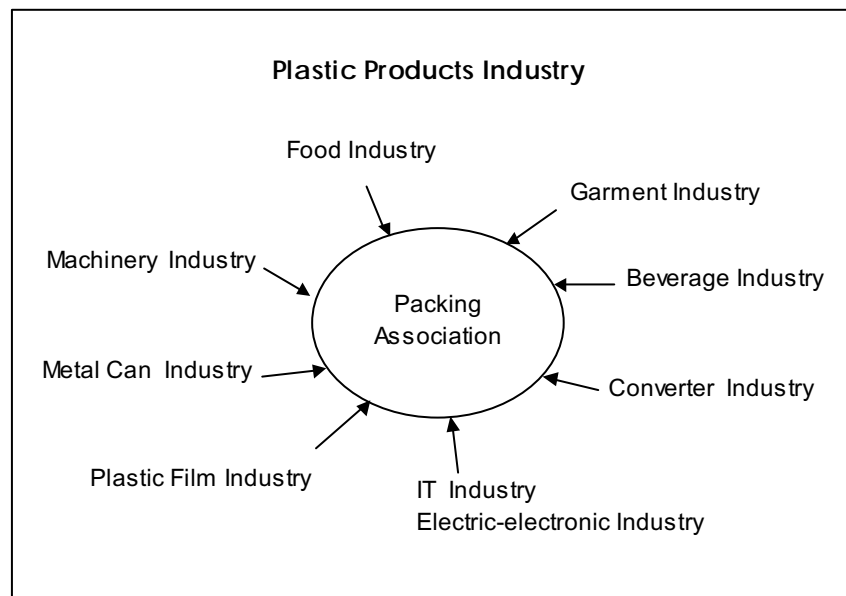 Plastic Products Industry
Food Industry
Garment Industry
Machinery Industry
Beverage Industry
Packing
Association
Metal Can Industry
Converter Industry
Plastic Film Industry
IT Industry
Electric-electronic Industry